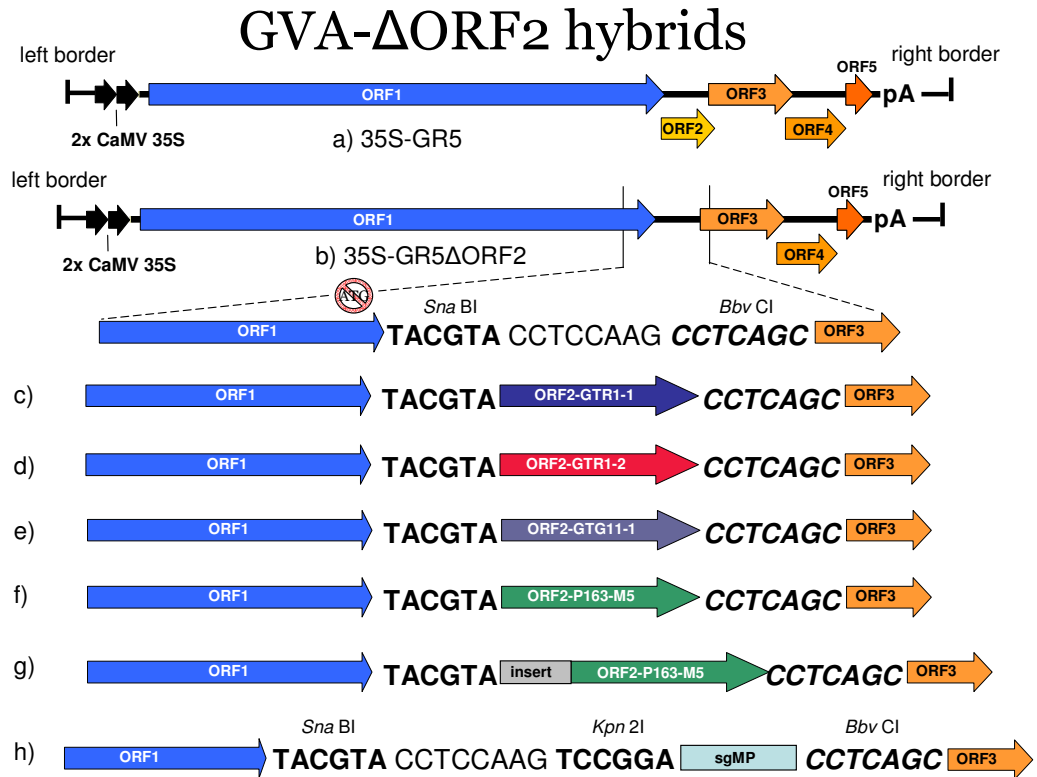 GVA-ΔORF2 hybrids
left border
right border
ORF5
ORF1
ORF3
pA
2x CaMV 35S
ORF2
ORF4
a) 35S-GR5
left border
right border
ORF5
ORF1
ORF3
pA
2x CaMV 35S
b) 35S-GR5ΔORF2
ORF4
ATG
Sna BI
Bbv CI
ORF1
TACGTA CCTCCAAG CCTCAGC
ORF3
c) ORF1 TACGTA ORF2-GTR1-1 CCTCAGC ORF3
d) ORF1 TACGTA ORF2-GTR1-2 CCTCAGC ORF3
e) ORF1 TACGTA ORF2-GTG11-1 CCTCAGC ORF3
f) ORF1 TACGTA ORF2-P163-M5 CCTCAGC ORF3
g) ORF1 TACGTA insert ORF2-P163-M5 CCTCAGC ORF3
Sna BI Kpn 2I Bbv CI
h) ORF1 TACGTA CCTCCAAG TCCGGA sgMP CCTCAGC ORF3